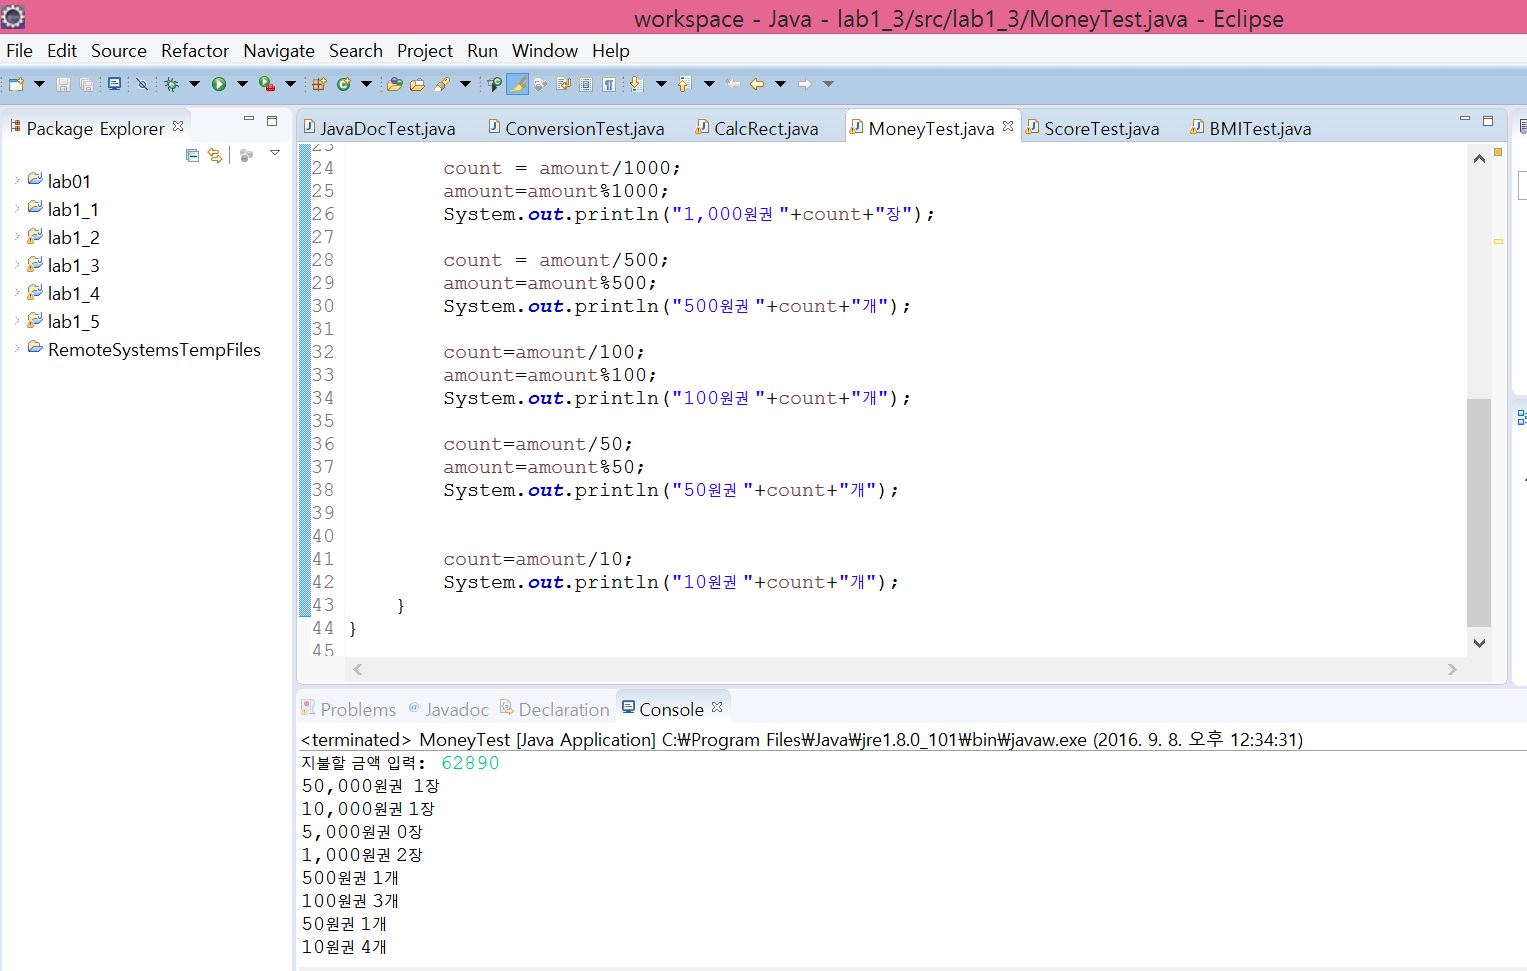 workspace - Java - lab1_3/src/lab1_3/MoneyTest.java - Eclipse
File Edit Source Refactor Navigate Search Project Run Window Help
Package Explorer
JavaDocTest.java ConversionTest.java CalcRect.java MoneyTest.java ScoreTest.java BMITest.java
lab01
lab1_1
lab1_2
lab1_3
lab1_4
lab1_5
RemoteSystemsTempFiles
23
24 count = amount/1000;
25 amount=amount%1000;
26 System.out.println("1,000원권 "+count+"장");
27
28 count = amount/500;
29 amount=amount%500;
30 System.out.println("500원권 "+count+"개");
31
32 count=amount/100;
33 amount=amount%100;
34 System.out.println("100원권 "+count+"개");
35
36 count=amount/50;
37 amount=amount%50;
38 System.out.println("50원권 "+count+"개");
39
40
41 count=amount/10;
42 System.out.println("10원권 "+count+"개");
43 }
44 }
45
Problems @ Javadoc Declaration Console
<terminated> MoneyTest [Java Application] C:₩Program Files₩Java₩jre1.8.0_101₩bin₩javaw.exe (2016. 9. 8. 오후 12:34:31)
지불할 금액 입력: 62890
50,000원권 1장
10,000원권 1장
5,000원권 0장
1,000원권 2장
500원권 1개
100원권 3개
50원권 1개
10원권 4개